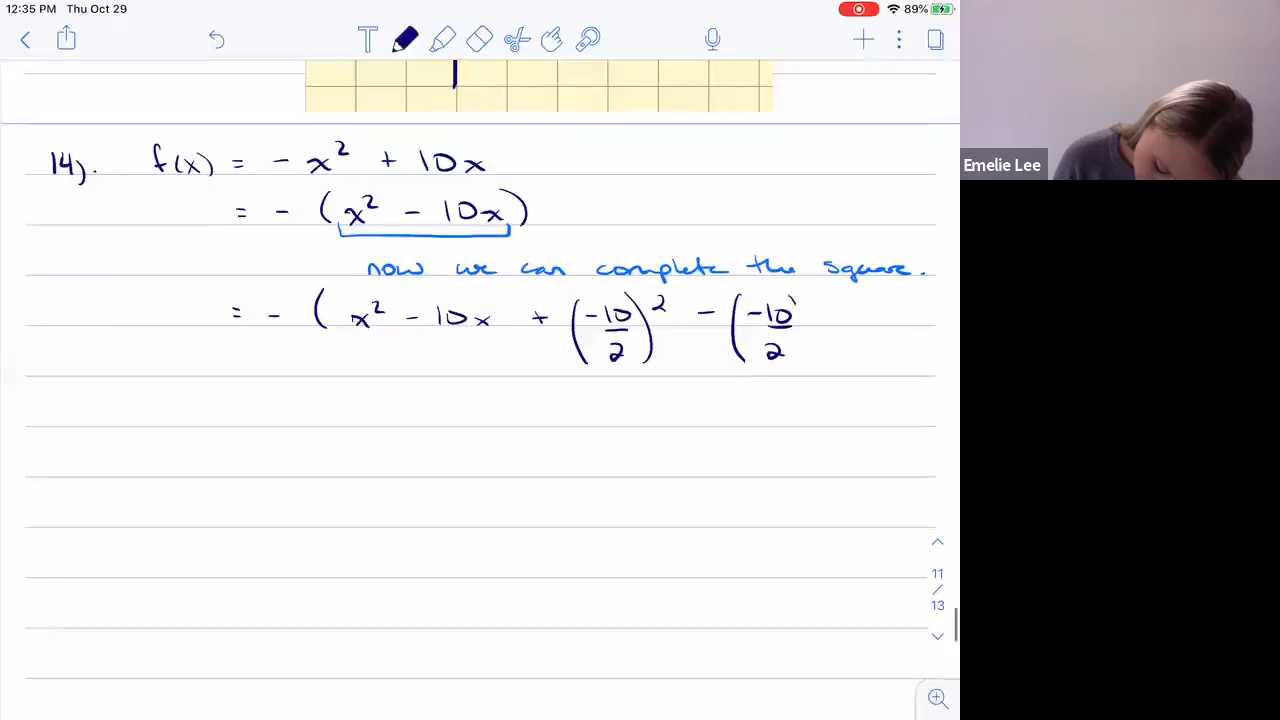 12:35 PM Thu Oct 29
89%
14). f(x) = - x² + 10x
= - (x² - 10x)
now we can complete the square.
= - ( x² - 10x + (-10/2)² - (-10/2
11
/
13
Emelie Lee